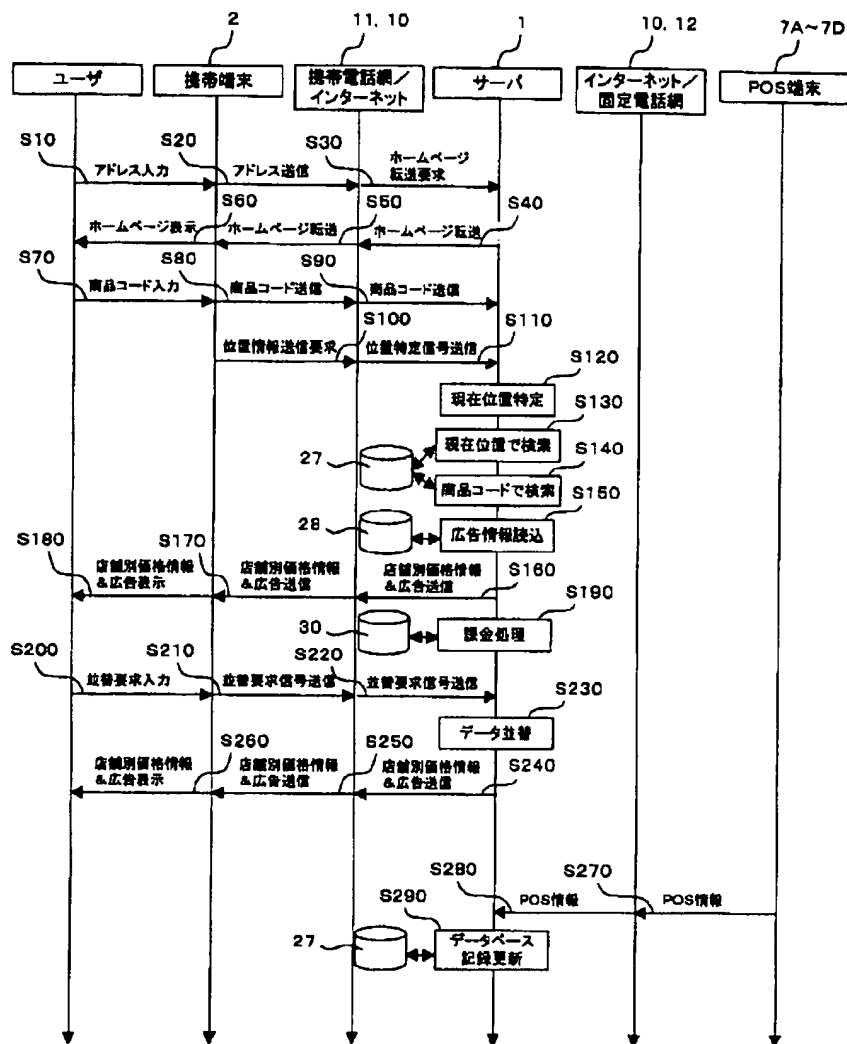 2
11, 10
1
10, 12
7A～7D
ユーザ
携帯端末
携帯電話網／
インターネット
サーバ
インターネット／
固定電話網
POS端末
S10
S20
S30
アドレス入力
アドレス送信
ホームページ
転送要求
S60
S50
S40
ホームページ表示
ホームページ転送
ホームページ転送
S70
S80
S90
商品コード入力
商品コード送信
商品コード送信
S100
S110
位置情報送信要求
位置特定信号送信
S120
現在位置特定
S130
27
現在位置で検索
S140
商品コードで検索
S150
28
広告情報読込
S180
S170
店舗別価格情報
＆広告表示
店舗別価格情報
＆広告送信
店舗別価格情報
＆広告送信
S160
S190
30
課金処理
S200
S210
S220
並替要求入力
並替要求信号送信
並替要求信号送信
S230
データ並替
S260
S250
S240
店舗別価格情報
＆広告表示
店舗別価格情報
＆広告送信
店舗別価格情報
＆広告送信
S280
S270
POS情報
POS情報
S290
27
データベース
記録更新